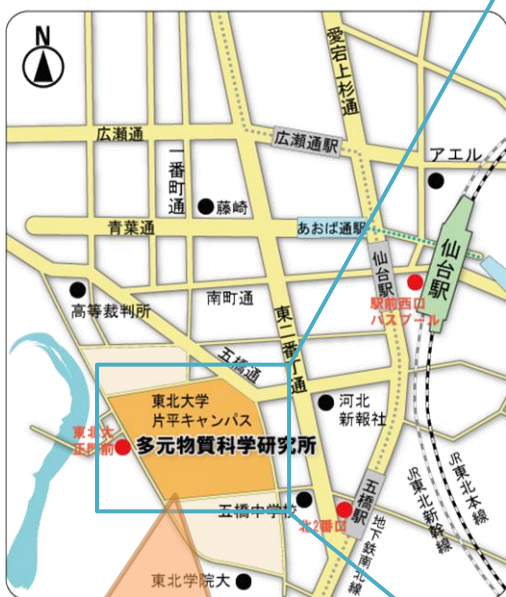 N
愛宕上杉通
広瀬通
広瀬通駅
アエル
一番町通
藤崎
青葉通
あおば通駅
仙台駅
仙台駅
駅前西口
バスプール
高等裁判所
南町通
東二番丁通
五橋通
東北大学
片平キャンパス
多元物質科学研究所
東北大
正門前
河北
新報社
五橋中学校
北2番口
五橋駅
地下鉄南北線
JR東北新幹線
JR東北本線
東北学院大